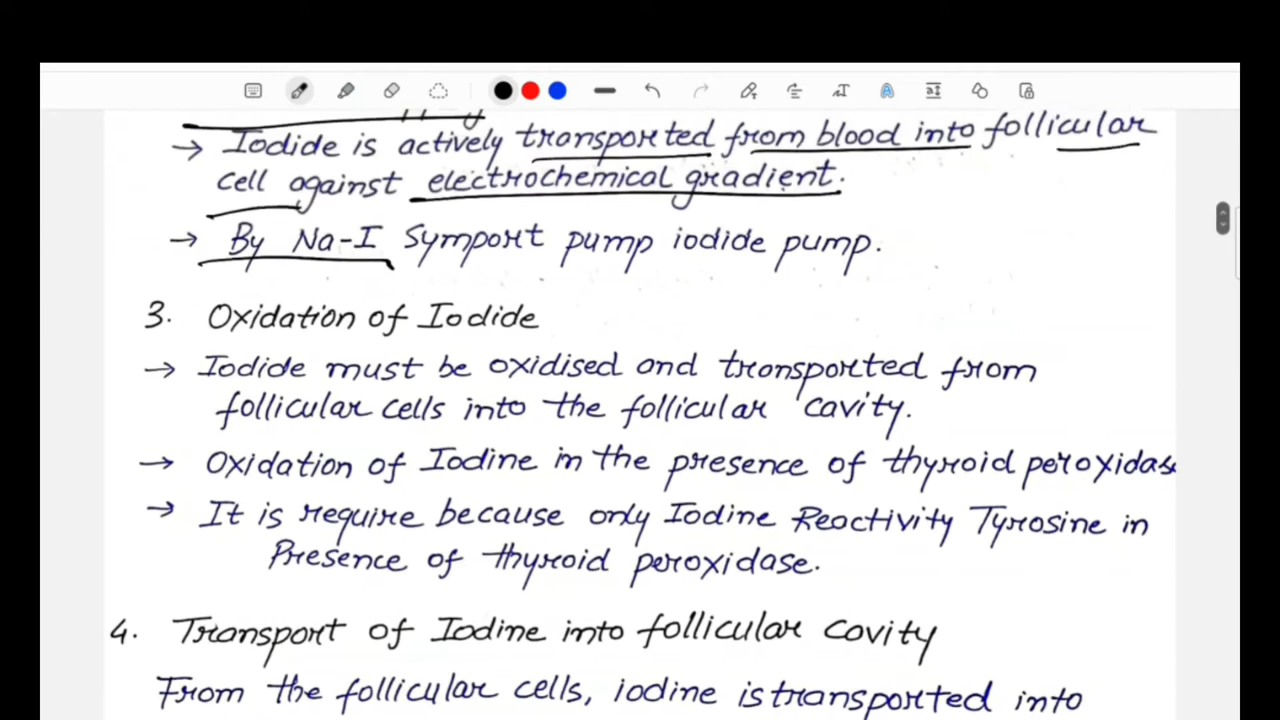 → Iodide is actively transported from blood into follicular
cell against electrochemical gradient.
→ By Na-I Symport pump iodide pump.
3. Oxidation of Iodide
→ Iodide must be oxidised and transported from
follicular cells into the follicular cavity.
→ Oxidation of Iodine in the presence of thyroid peroxidase
→ It is require because only Iodine Reactivity Tyrosine in
Presence of thyroid peroxidase.
4. Transport of Iodine into follicular cavity
From the follicular cells, iodine is transported into